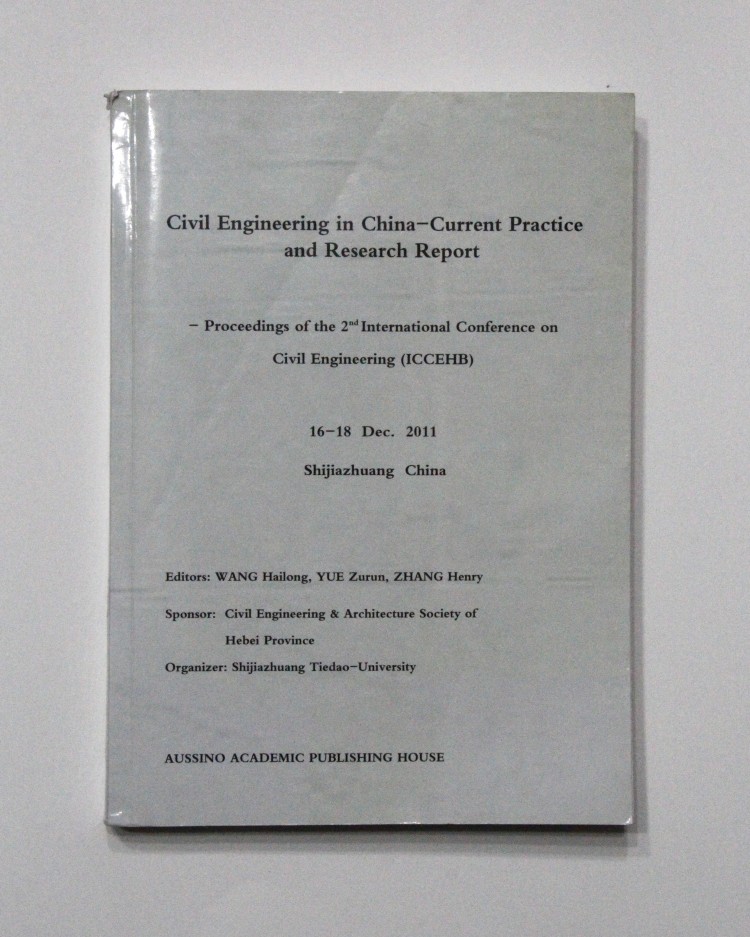 Civil Engineering in China-Current Practice
and Research Report
- Proceedings of the 2nd International Conference on
Civil Engineering (ICCEHB)
16-18 Dec. 2011
Shijiazhuang China
Editors: WANG Hailong, YUE Zurun, ZHANG Henry
Sponsor: Civil Engineering & Architecture Society of
Hebei Province
Organizer: Shijiazhuang Tiedao-University
AUSSINO ACADEMIC PUBLISHING HOUSE